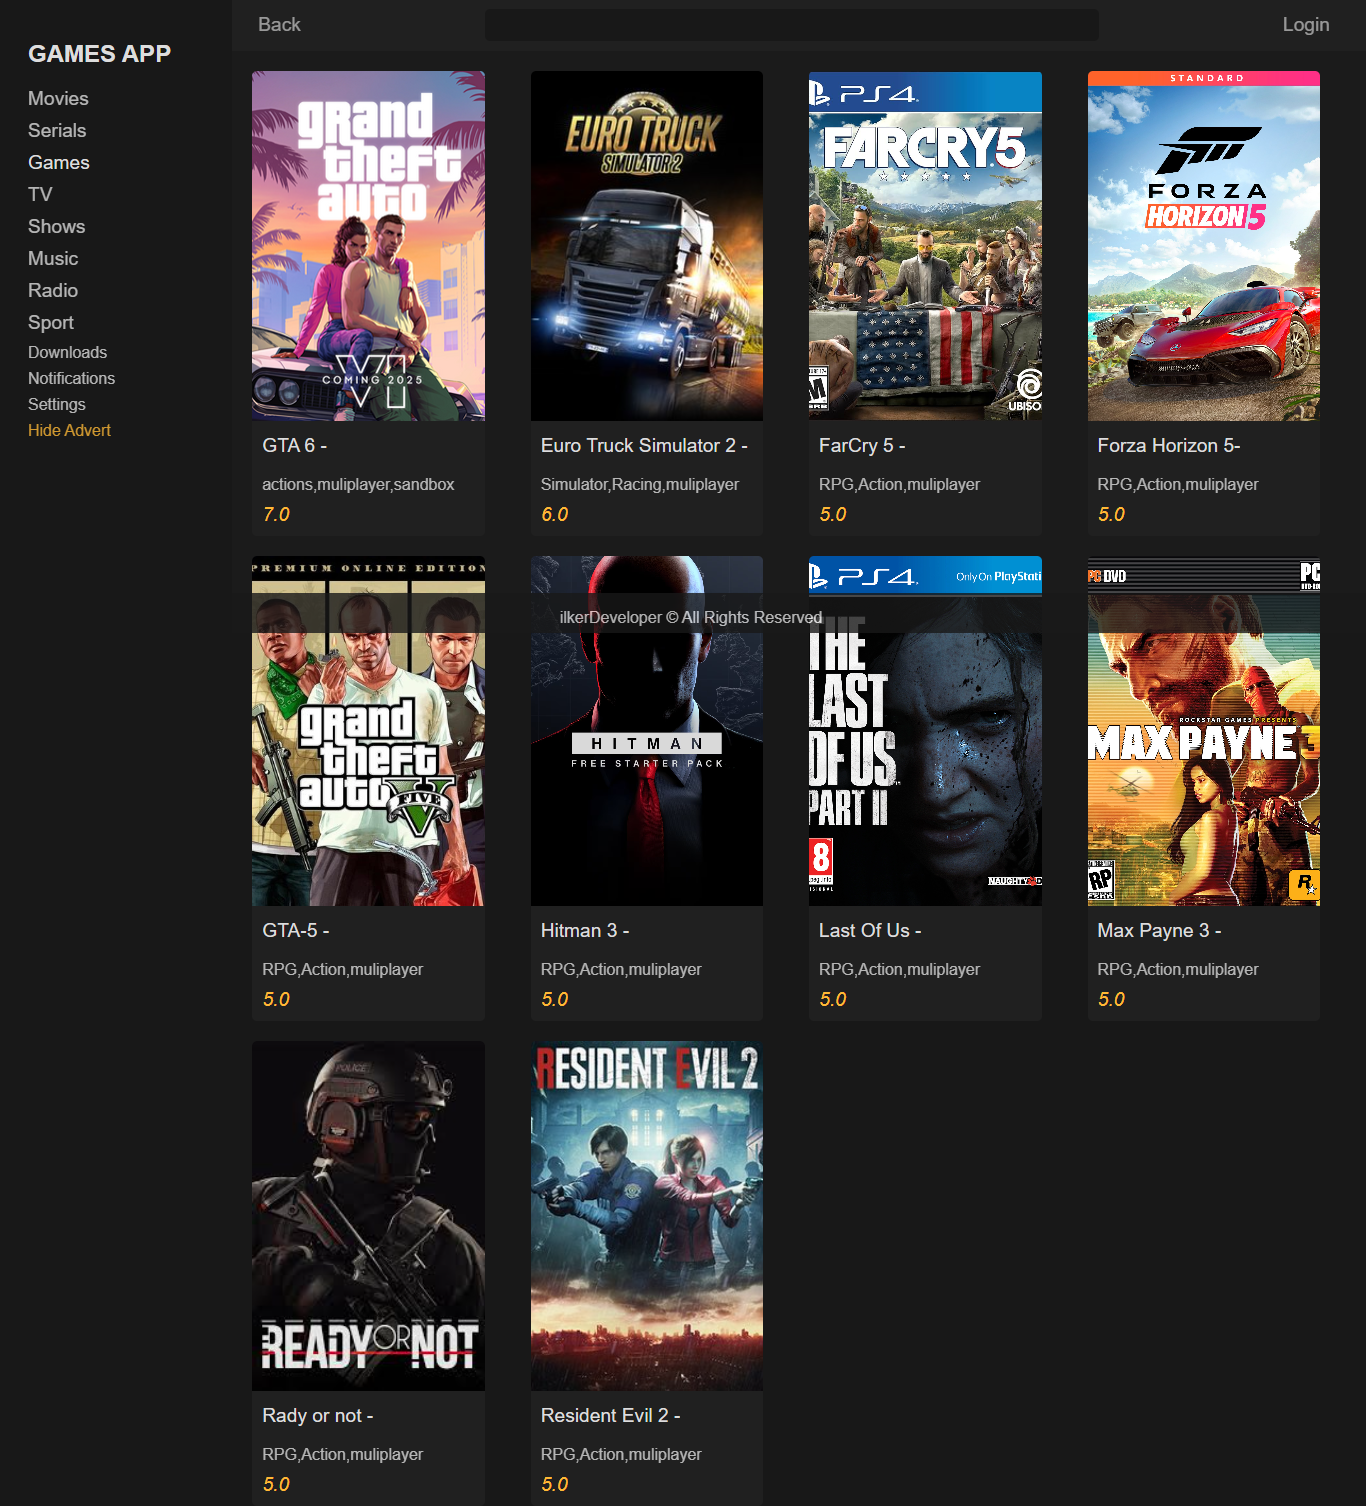 Back
Login
GAMES APP
Movies
Serials
Games
TV
Shows
Music
Radio
Sport
Downloads
Notifications
Settings
Hide Advert
grand
theft
auto
VI
COMING 2025
EURO TRUCK
SIMULATOR 2
PS4
FARCRY 5
M
UBISO
STANDARD
FORZA
HORIZON 5
GTA 6 -
Euro Truck Simulator 2 -
FarCry 5 -
Forza Horizon 5-
actions,muliplayer,sandbox
Simulator,Racing,muliplayer
RPG,Action,muliplayer
RPG,Action,muliplayer
7.0
6.0
5.0
5.0
PREMIUM ONLINE EDITION
grand
theft
auto V
FIVE
HITMAN
FREE STARTER PACK
PS4
Only On PlayStati
THE
LAST
OF US
PART II
18
NAUGHTY D
PC DVD
PC
ROCKSTAR GAMES PRESENTS
MAX PAYNE 3
RP
R
ilkerDeveloper © All Rights Reserved
GTA-5 -
Hitman 3 -
Last Of Us -
Max Payne 3 -
RPG,Action,muliplayer
RPG,Action,muliplayer
RPG,Action,muliplayer
RPG,Action,muliplayer
5.0
5.0
5.0
5.0
POLICE
READY OR NOT
RESIDENT EVIL 2
Rady or not -
Resident Evil 2 -
RPG,Action,muliplayer
RPG,Action,muliplayer
5.0
5.0